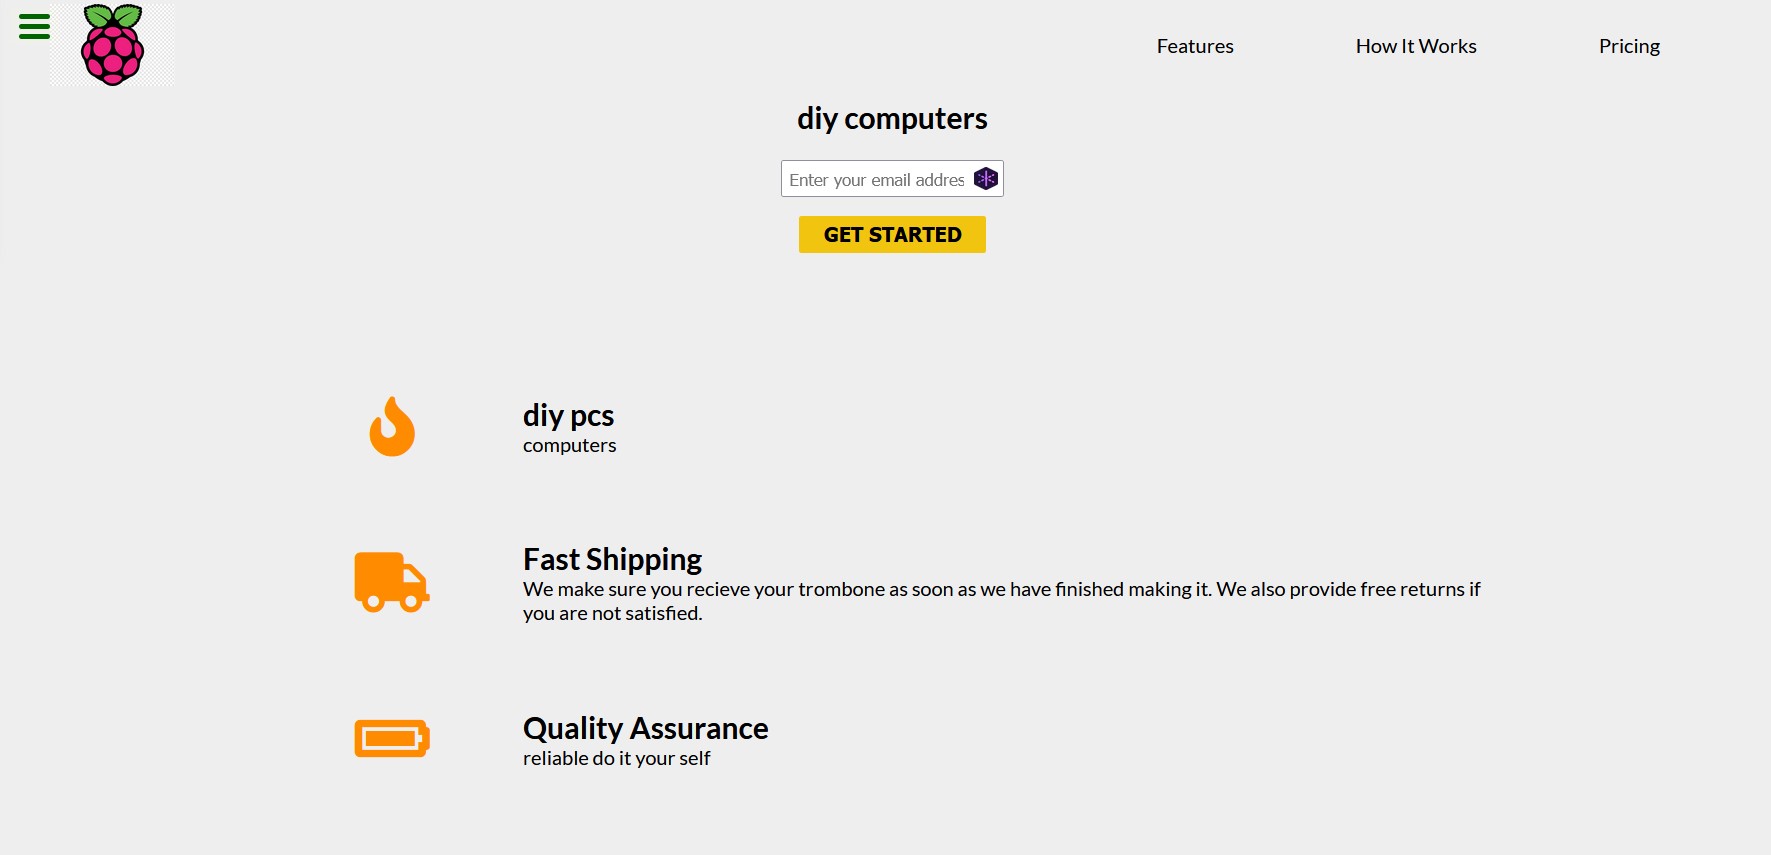 Features
How It Works
Pricing
diy computers
Enter your email addres
GET STARTED
diy pcs
computers
Fast Shipping
We make sure you recieve your trombone as soon as we have finished making it. We also provide free returns if
you are not satisfied.
Quality Assurance
reliable do it your self